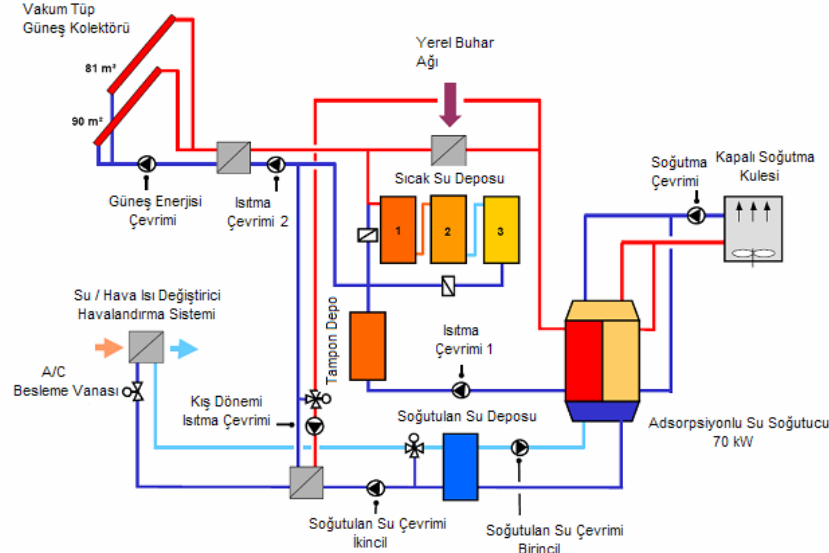 Vakum Tüp
Güneş Kolektörü
81 m²
90 m²
Yerel Buhar
Ağı
Güneş Enerjisi
Çevrimi
Isıtma
Çevrimi 2
Sıcak Su Deposu
1
2
3
Soğutma
Çevrimi
Kapalı Soğutma
Kulesi
Su / Hava Isı Değiştirici
Havalandırma Sistemi
A/C
Besleme Vanası
Kış Dönemi
Isıtma Çevrimi
Tampon Depo
Isıtma
Çevrimi 1
Soğutulan Su Deposu
Adsorpsiyonlu Su Soğutucu
70 kW
Soğutulan Su Çevrimi
İkincil
Soğutulan Su Çevrimi
Birincil